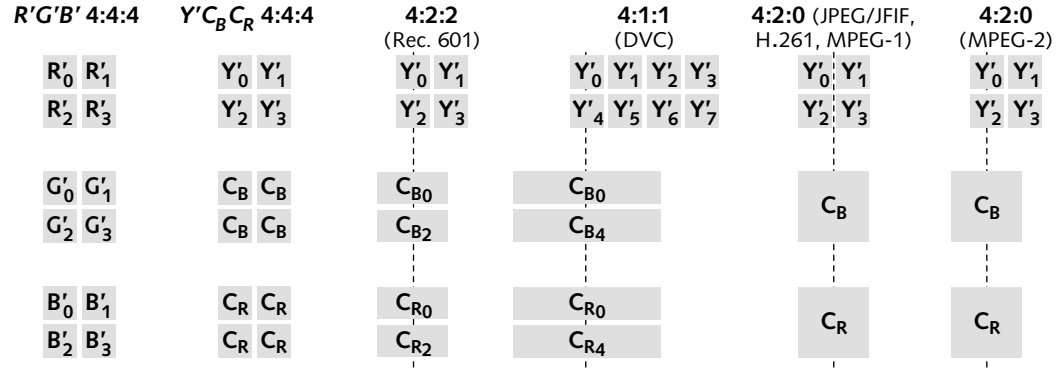 R'G'B' 4:4:4 Y'CBCR 4:4:4 4:2:2 4:1:1 4:2:0 (JPEG/JFIF, 4:2:0
(Rec. 601) (DVC) H.261, MPEG-1) (MPEG-2)
R'0 R'1 Y'0 Y'1 Y'0 Y'1 Y'0 Y'1 Y'2 Y'3 Y'0 Y'1 Y'0 Y'1
R'2 R'3 Y'2 Y'3 Y'2 Y'3 Y'4 Y'5 Y'6 Y'7 Y'2 Y'3 Y'2 Y'3
G'0 G'1 CB CB CB0 CB0
CB CB
G'2 G'3 CB CB CB2 CB4
B'0 B'1 CR CR CR0 CR0
CR CR
B'2 B'3 CR CR CR2 CR4